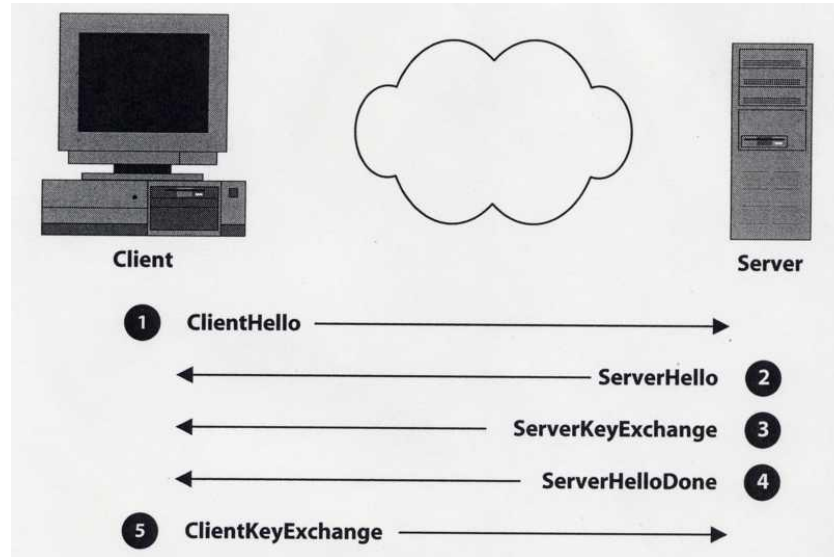 Client
Server
1 ClientHello
ServerHello 2
ServerKeyExchange 3
ServerHelloDone 4
5 ClientKeyExchange